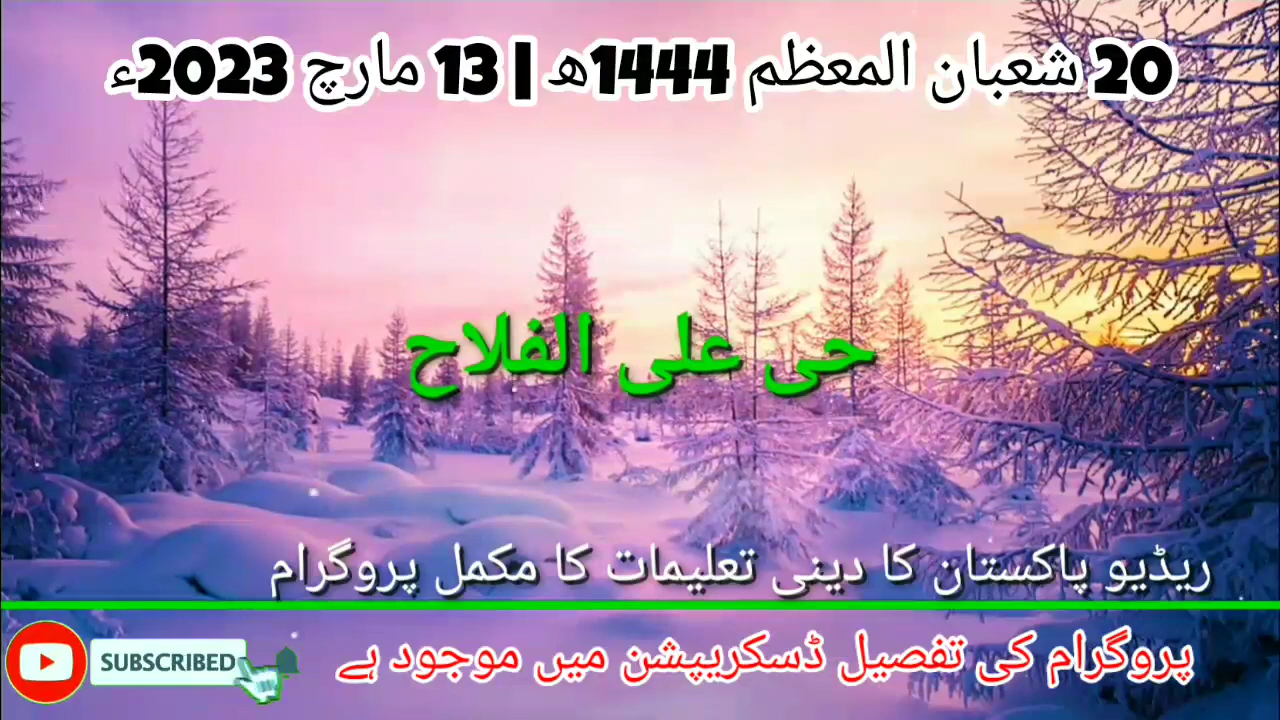 20 شعبان المعظم 1444ھ | 13 مارچ 2023ء
حی علی الفلاح
ریڈیو پاکستان کا دینی تعلیمات کا مکمل پروگرام
SUBSCRIBED
پروگرام کی تفصیل ڈسکریپشن میں موجود ہے